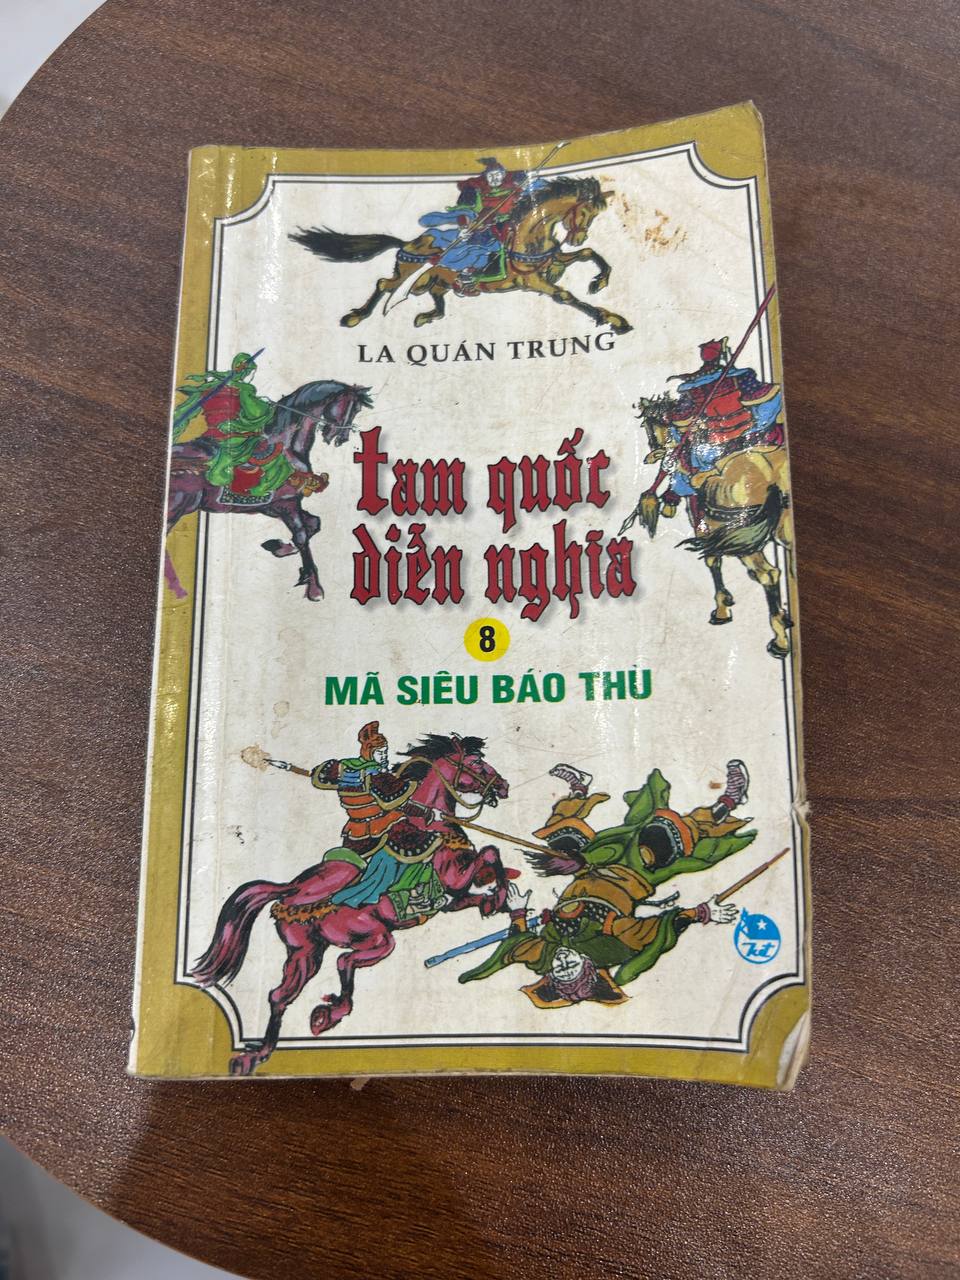 LA QUÁN TRUNG
tam quốc
diễn nghĩa
8
MÃ SIÊU BÁO THÙ